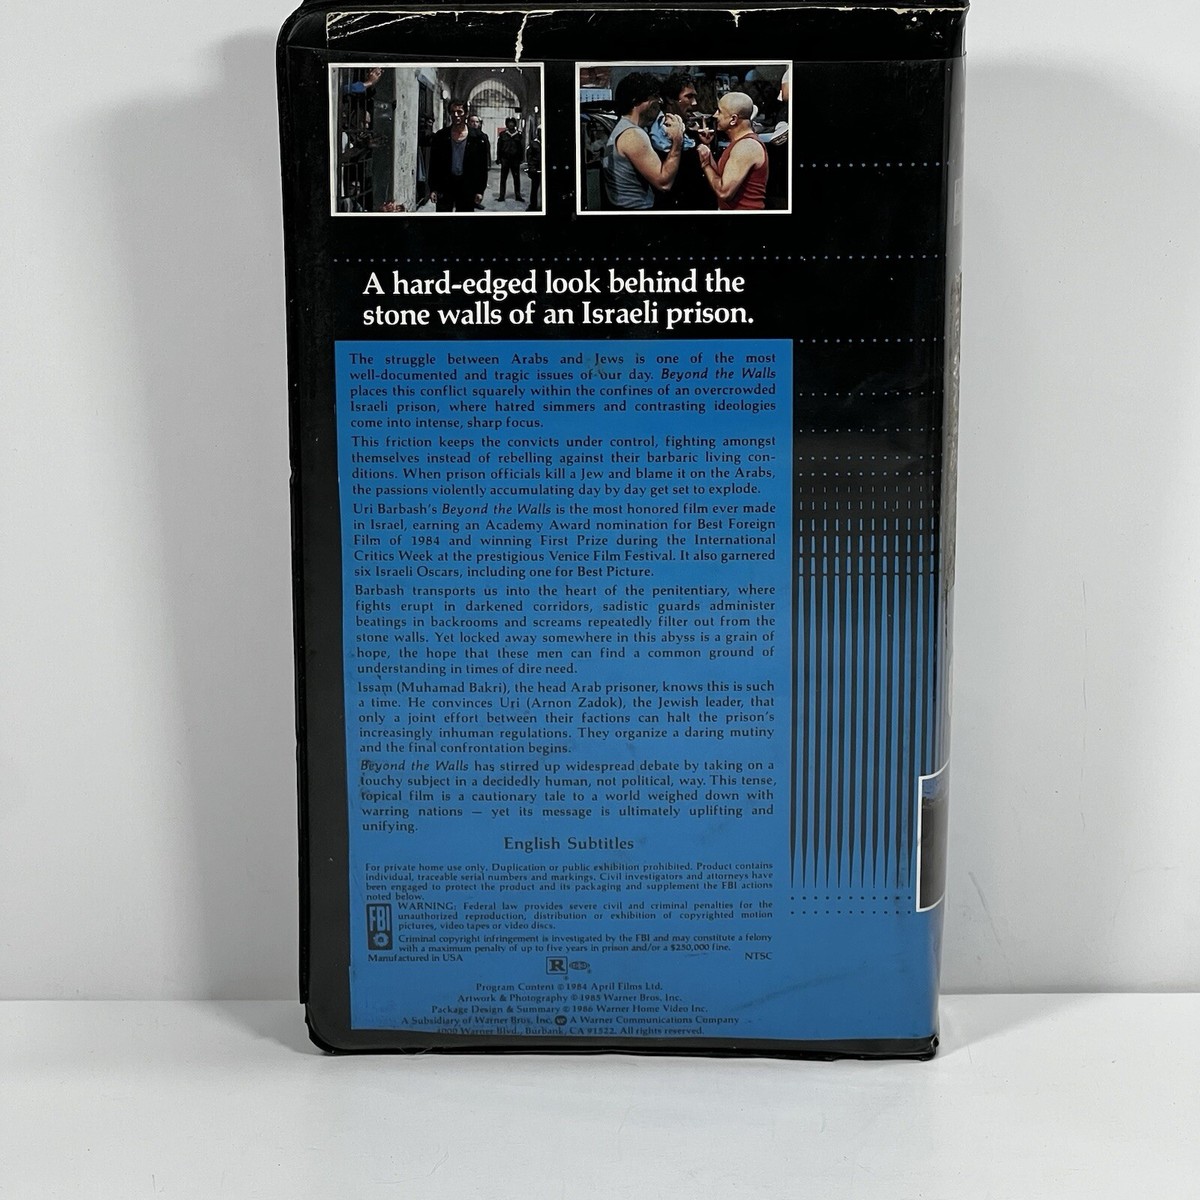 A hard-edged look behind the
stone walls of an Israeli prison.
The struggle between Arabs and Jews is one of the most
well-documented and tragic issues of our day. Beyond the Walls
places this conflict squarely within the confines of an overcrowded
Israeli prison, where hatred simmers and contrasting ideologies
come into intense, sharp focus.
This friction keeps the convicts under control, fighting amongst
themselves instead of rebelling against their barbaric living con-
ditions. When prison officials kill a Jew and blame it on the Arabs,
the passions violently accumulating day by day get set to explode.
Uri Barbash's Beyond the Walls is the most honored film ever made
in Israel, earning an Academy Award nomination for Best Foreign
Film of 1984 and winning First Prize during the International
Critics Week at the prestigious Venice Film Festival. It also garnered
six Israeli Oscars, including one for Best Picture.
Barbash transports us into the heart of the penitentiary, where
fights erupt in darkened corridors, sadistic guards administer
beatings in backrooms and screams repeatedly filter out from the
stone walls. Yet locked away somewhere in this abyss is a grain of
hope, the hope that these men can find a common ground of
understanding in times of dire need.
Issam (Muhamad Bakri), the head Arab prisoner, knows this is such
a time. He convinces Uri (Arnon Zadok), the Jewish leader, that
only a joint effort between their factions can halt the prison's
increasingly inhuman regulations. They organize a daring mutiny
and the final confrontation begins.
Beyond the Walls has stirred up widespread debate by taking on a
touchy subject in a decidedly human, not political, way. This tense,
topical film is a cautionary tale to a world weighed down with
warring nations — yet its message is ultimately uplifting and
unifying.
English Subtitles
For private home use only. Duplication or public exhibition prohibited. Product contains
individual, traceable serial numbers and markings. Civil investigators and attorneys have
been engaged to protect the product and its packaging and supplement the FBI actions
noted below.
FBI
WARNING: Federal law provides severe civil and criminal penalties for the
unauthorized reproduction, distribution or exhibition of copyrighted motion
pictures, video tapes or video discs.
Criminal copyright infringement is investigated by the FBI and may constitute a felony
with a maximum penalty of up to five years in prison and/or a $250,000 fine.
Manufactured in USA
NTSC
R
Program Content © 1984 April Films Ltd.
Artwork & Photography © 1985 Warner Bros. Inc.
Package Design & Summary © 1986 Warner Home Video Inc.
A Subsidiary of Warner Bros. Inc. A Warner Communications Company
4000 Warner Blvd., Burbank, CA 91522. All rights reserved.